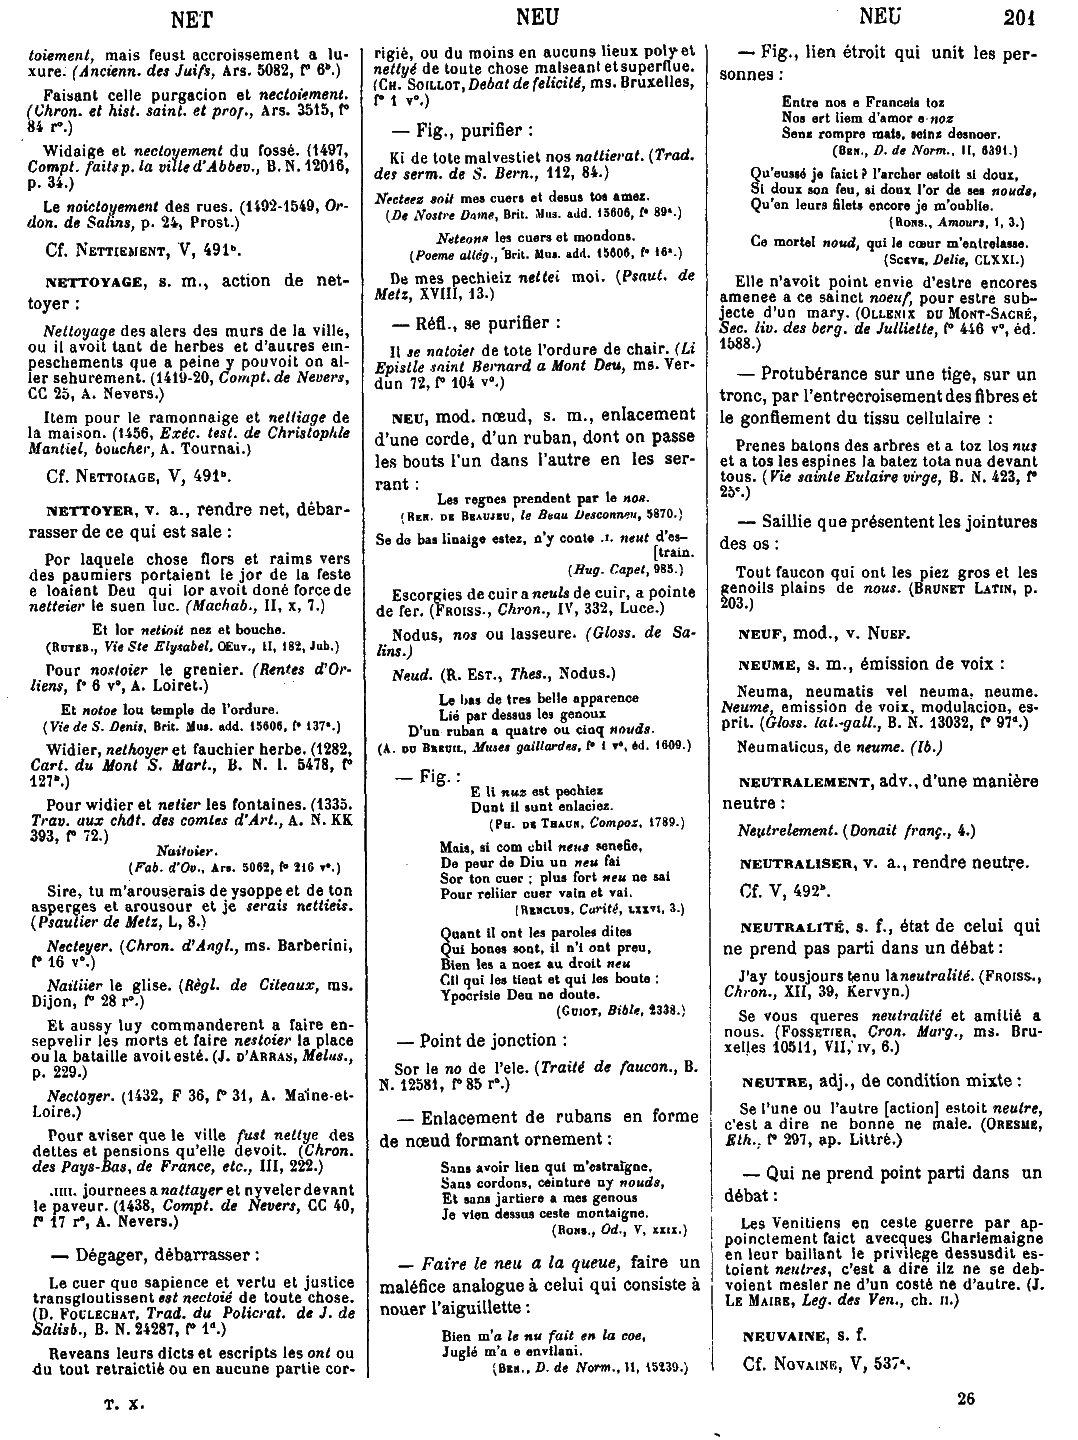 NET
NEU
NEU
201
toiement, mais feust accroissement a lu-
xure. (Ancienn. des Juifs, Ars. 5082, f° 6ᵇ.)
Faisant celle purgacion et nectoiement.
(Chron. et hist. saint. et prof., Ars. 3515, f°
84 r°.)
Widaige et nectoyement du fossé. (1497,
Compt. faits p. la ville d'Abbev., B. N. 12016,
p. 34.)
Le noictoyement des rues. (1492-1549, Or-
don. de Salins, p. 24, Prost.)
Cf. NETTIEMENT, V, 491ᵇ.
NETTOYAGE, s. m., action de net-
toyer :
Nettoyage des alers des murs de la ville,
ou il avoit tant de herbes et d'autres em-
peschements que a peine y pouvoit on al-
ler sehurement. (1419-20, Compt. de Nevers,
CC 25, A. Nevers.)
Item pour le ramonnaige et nettiage de
la maison. (1456, Exéc. test. de Christophle
Mantiel, boucher, A. Tournai.)
Cf. NETTOIAGE, V, 491ᵇ.
NETTOYER, v. a., rendre net, débar-
rasser de ce qui est sale :
Por laquele chose flors et raims vers
des paumiers portaient le jor de la feste
e loaient Deu qui lor avoit doné force de
netteier le suen luc. (Machab., II, X, 7.)
Et lor netioit nez et bouche.
(RUTEB., Vie Ste Elysabel, Œuv., II, 182, Jub.)
Pour nostoier le grenier. (Rentes d'Or-
liens, f° 6 v°, A. Loiret.)
Et notoe lou temple de l'ordure.
(Vie de S. Denis, Brit. Mus. add. 15606, f° 137ᵃ.)
Widier, nethoyer et fauchier herbe. (1282,
Cart. du Mont S. Mart., B. N. l. 5478, f°
127ᵃ.)
Pour widier et netier les fontaines. (1335.
Trav. aux chât. des comtes d'Art., A. N. KK
393, f° 72.)
Naitoier.
(Fab. d'Ov., Ars. 5062, f° 216 v°.)
Sire, tu m'arouserais de ysoppe et de ton
asperges et arousour et je serais nettieis.
(Psautier de Metz, L, 8.)
Necteyer. (Chron. d'Angl., ms. Barberini,
f° 16 v°.)
Naitiier le glise. (Règl. de Citeaux, ms.
Dijon, f° 28 r°.)
Et aussy luy commanderent a faire en-
sepvelir les morts et faire nestoier la place
ou la bataille avoit esté. (J. D'ARRAS, Melus.,
p. 229.)
Nectoyer. (1432, F 36, f° 31, A. Maine-et-
Loire.)
Pour aviser que le ville fust nettye des
dettes et pensions qu'elle devoit. (Chron.
des Pays-Bas, de France, etc., III, 222.)
.IIII. journees a nattayer et nyveler devant
le paveur. (1438, Compt. de Nevers, CC 40,
f° 17 r°, A. Nevers.)
— Dégager, débarrasser :
Le cuer que sapience et vertu et justice
transgloutissent est nectoié de toute chose.
(D. FOULECHAT, Trad. du Policrat. de J. de
Salisb., B. N. 24287, f° 1ᵈ.)
Reveans leurs dicts et escripts les ont ou
du tout retraictié ou en aucune partie cor-
rigié, ou du moins en aucuns lieux poly et
nettyé de toute chose malseant et superflue.
(CH. SOILLOT, Debat de felicité, ms. Bruxelles,
f° 1 v°.)
— Fig., purifier :
Ki de tote malvestiet nos nattierat. (Trad.
des serm. de S. Bern., 112, 84.)
Necteez soit mes cuers et desus toe amez.
(De Nostre Dame, Brit. Mus. add. 15606, f° 89ᵃ.)
Neteons les cuers et mondons.
(Poeme allég., Brit. Mus. add. 15606, f° 16ᵃ.)
De mes pechieiz nettei moi. (Psaut. de
Metz, XVIII, 13.)
— Réfl., se purifier :
Il se natoiet de tote l'ordure de chair. (Li
Epistle saint Bernard a Mont Deu, ms. Ver-
dun 72, f° 104 v°.)
NEU, mod. nœud, s. m., enlacement
d'une corde, d'un ruban, dont on passe
les bouts l'un dans l'autre en les ser-
rant :
Les regnes prendent par le nos.
(REN. DE BEAUJEU, le Beau Desconneu, 5870.)
Se de bas linaige estez, n'y conte .I. neut d'es-
[train.
(Hug. Capet, 985.)
Escorgies de cuir a neuls de cuir, a pointe
de fer. (FROISS., Chron., IV, 332, Luce.)
Nodus, nos ou lasseure. (Gloss. de Sa-
lins.)
Neud. (R. EST., Thes., Nodus.)
Le bas de tres belle apparence
Lié par dessus les genoux
D'un ruban a quatre ou cinq nouds.
(A. DU BREUIL, Muses gaillardes, f° 1 v°, éd. 1609.)
— Fig. :
E li nuz est pechiez
Dunt il sunt enlaciez.
(PH. DE THAUN, Compoz, 1789.)
Mais, si com chil neus senefie,
De peur de Diu un neu fai
Sor ton cuer ; plus fort neu ne sai
Pour reliier cuer vain et vai.
(RENCLUS, Carité, LXXVI, 3.)
Quant il ont les paroles dites
Qui bones sont, il n'i ont preu,
Bien les a noez au droit neu
Cil qui les tient et qui les boute :
Ypocrisie Deu ne doute.
(GUIOT, Bible, 2338.)
— Point de jonction :
Sor le no de l'ele. (Traité de faucon., B.
N. 12581, f° 85 r°.)
— Enlacement de rubans en forme
de nœud formant ornement :
Sans avoir lien qui m'estraigne,
Sans cordons, ceinture ny nouds,
Et sans jartiere a mes genous
Je vien dessus ceste montaigne.
(RONS., Od., V, XXIX.)
— Faire le neu a la queue, faire un
maléfice analogue à celui qui consiste à
nouer l'aiguillette :
Bien m'a le nu fait en la coe,
Juglé m'a e envilani.
(BEN., D. de Norm., II, 15239.)
— Fig., lien étroit qui unit les per-
sonnes :
Entre nos e Franceis toz
Nos ert liem d'amor e noz
Senz rompre mais, seinz desnoer.
(BEN., D. de Norm., II, 6391.)
Qu'eussé je faict ? l'archer estoit si doux,
Si doux son feu, si doux l'or de ses nouds,
Qu'en leurs filets encore je m'oublie.
(RONS., Amours, 1, 3.)
Ce mortel noud, qui le cœur m'entrelasse.
(SCEVE, Delie, CLXXI.)
Elle n'avoit point envie d'estre encores
amenee a ce sainct noeuf, pour estre sub-
jecte d'un mary. (OLLENIX DU MONT-SACRÉ,
Sec. liv. des berg. de Julliette, f° 446 v°, éd.
1588.)
— Protubérance sur une tige, sur un
tronc, par l'entrecroisement des fibres et
le gonflement du tissu cellulaire :
Prenes batons des arbres et a toz los nus
et a tos les espines la batez tota nua devant
tous. (Vie sainte Eulaire virge, B. N. 423, f°
25ᶜ.)
— Saillie que présentent les jointures
des os :
Tout faucon qui ont les piez gros et les
genoils plains de nous. (BRUNET LATIN, p.
203.)
NEUF, mod., v. NUEF.
NEUME, s. m., émission de voix :
Neuma, neumatis vel neuma, neume.
Neume, emission de voix, modulacion, es-
prit. (Gloss. lat.-gall., B. N. 13032, f° 97ᵈ.)
Neumaticus, de neume. (Ib.)
NEUTRALEMENT, adv., d'une manière
neutre :
Neutrelement. (Donait franç., 4.)
NEUTRALISER, v. a., rendre neutre.
Cf. V, 492ᵇ.
NEUTRALITÉ, s. f., état de celui qui
ne prend pas parti dans un débat :
J'ay tousjours tenu la neutralité. (FROISS.,
Chron., XII, 39, Kervyn.)
Se vous queres neutralité et amitié a
nous. (FOSSETIER, Cron. Marg., ms. Bru-
xelles 10511, VII, IV, 6.)
NEUTRE, adj., de condition mixte :
Se l'une ou l'autre [action] estoit neutre,
c'est a dire ne bonne ne male. (ORESME,
Eth., f° 297, ap. Littré.)
— Qui ne prend point parti dans un
débat :
Les Venitiens en ceste guerre par ap-
poinctement faict avecques Charlemaigne
en leur baillant le privilege dessusdit es-
toient neutres, c'est a dire ilz ne se deb-
voient mesler ne d'un costé ne d'autre. (J.
LE MAIRE, Leg. des Ven., ch. II.)
NEUVAINE, s. f.
Cf. NOVAINE, V, 537ᵃ.
T. X.
26